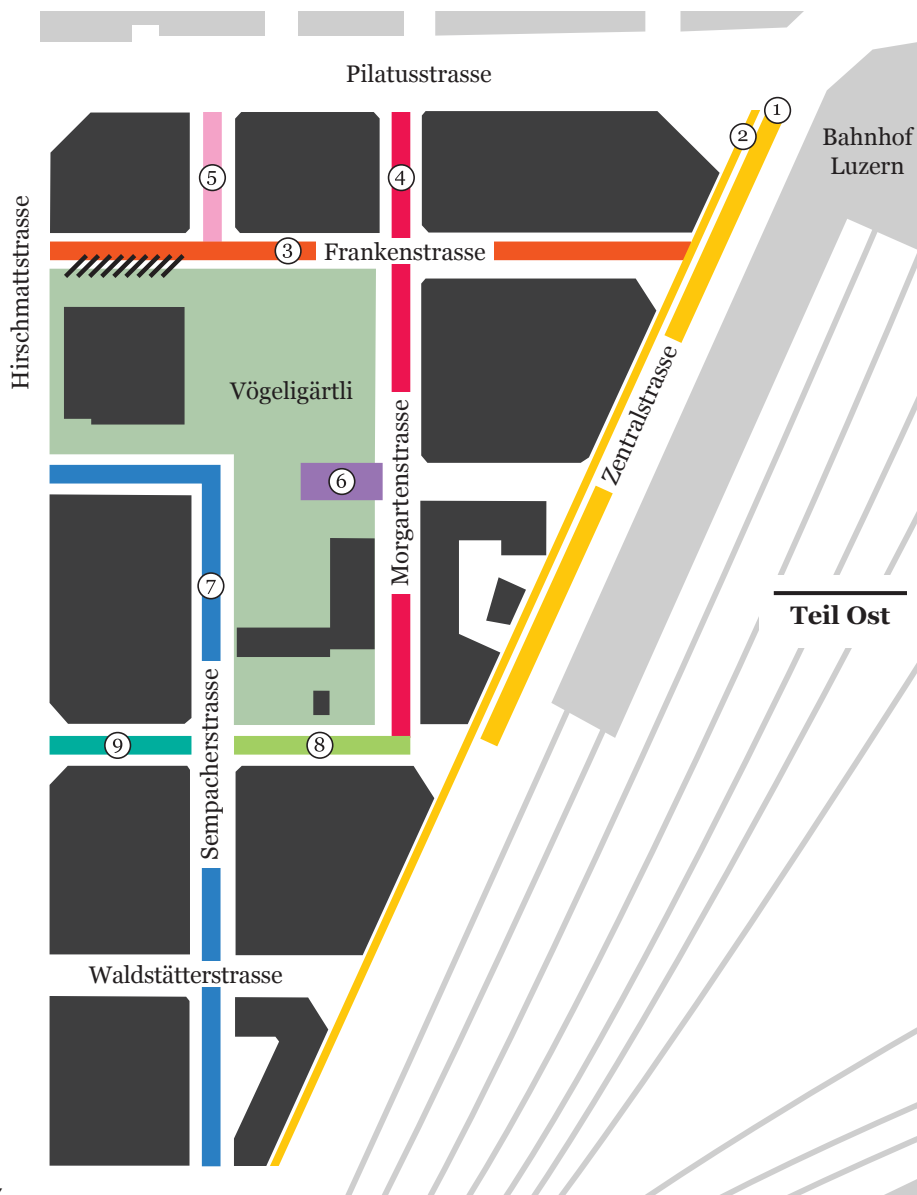 Pilatusstrasse
1
2
Bahnhof
Luzern
5
4
Hirschmattstrasse
3
Frankenstrasse
Vögeligärtli
Zentralstrasse
6
Morgartenstrasse
7
Teil Ost
Sempacherstrasse
9
8
Waldstätterstrasse